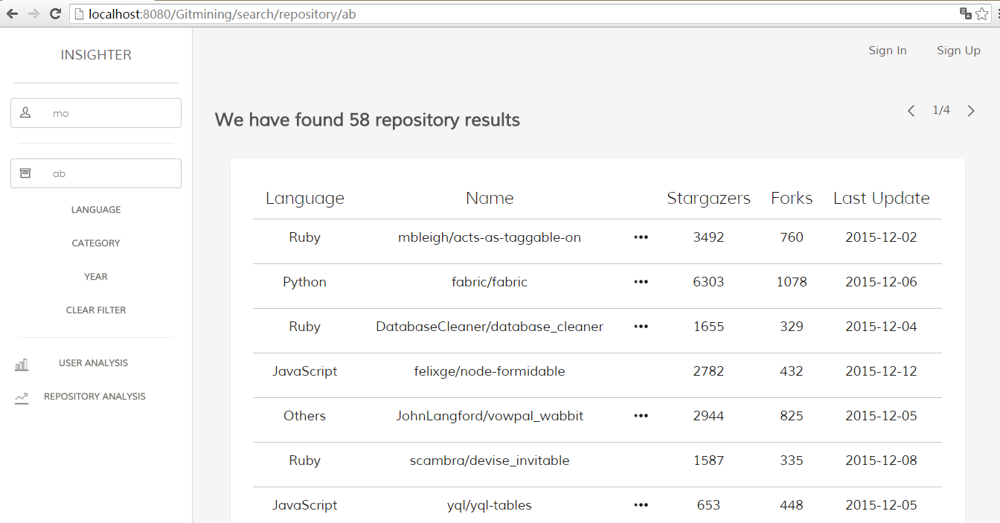 localhost:8080/Gitmining/search/repository/ab
INSIGHTER
mo
ab
LANGUAGE
CATEGORY
YEAR
CLEAR FILTER
USER ANALYSIS
REPOSITORY ANALYSIS
Sign In Sign Up
We have found 58 repository results
1/4
Language Name Stargazers Forks Last Update
Ruby mbleigh/acts-as-taggable-on ••• 3492 760 2015-12-02
Python fabric/fabric ••• 6303 1078 2015-12-06
Ruby DatabaseCleaner/database_cleaner ••• 1655 329 2015-12-04
JavaScript felixge/node-formidable 2782 432 2015-12-12
Others JohnLangford/vowpal_wabbit ••• 2944 825 2015-12-05
Ruby scambra/devise_invitable 1587 335 2015-12-08
JavaScript yql/yql-tables ••• 653 448 2015-12-05